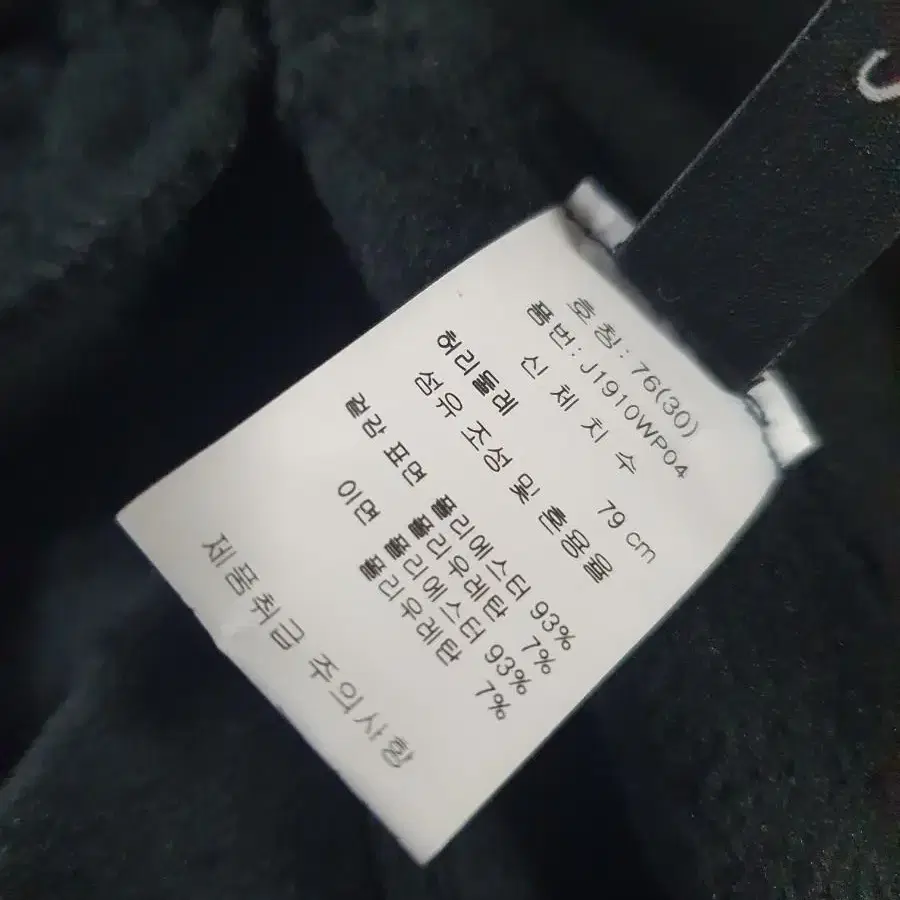 호칭: 76(30)
품번: J1910WP04
신 체 치 수
허리둘레 79 cm
섬유 조성 및 혼용율
겉감 표면 폴리에스터 93%
폴리우레탄 7%
이면 폴리에스터 93%
폴리우레탄 7%
제품취급 주의사항